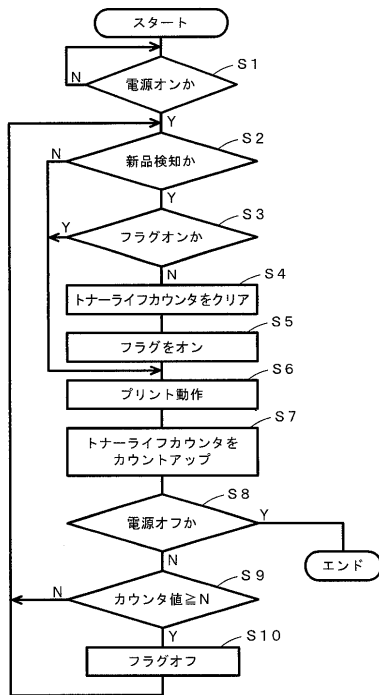 スタート
S1
電源オンか
N
Y
S2
新品検知か
N
Y
S3
フラグオンか
Y
N
S4
トナーライフカウンタをクリア
S5
フラグをオン
S6
プリント動作
S7
トナーライフカウンタを
カウントアップ
S8
電源オフか
Y
N
エンド
S9
カウンタ値≧N
N
Y
S10
フラグオフ